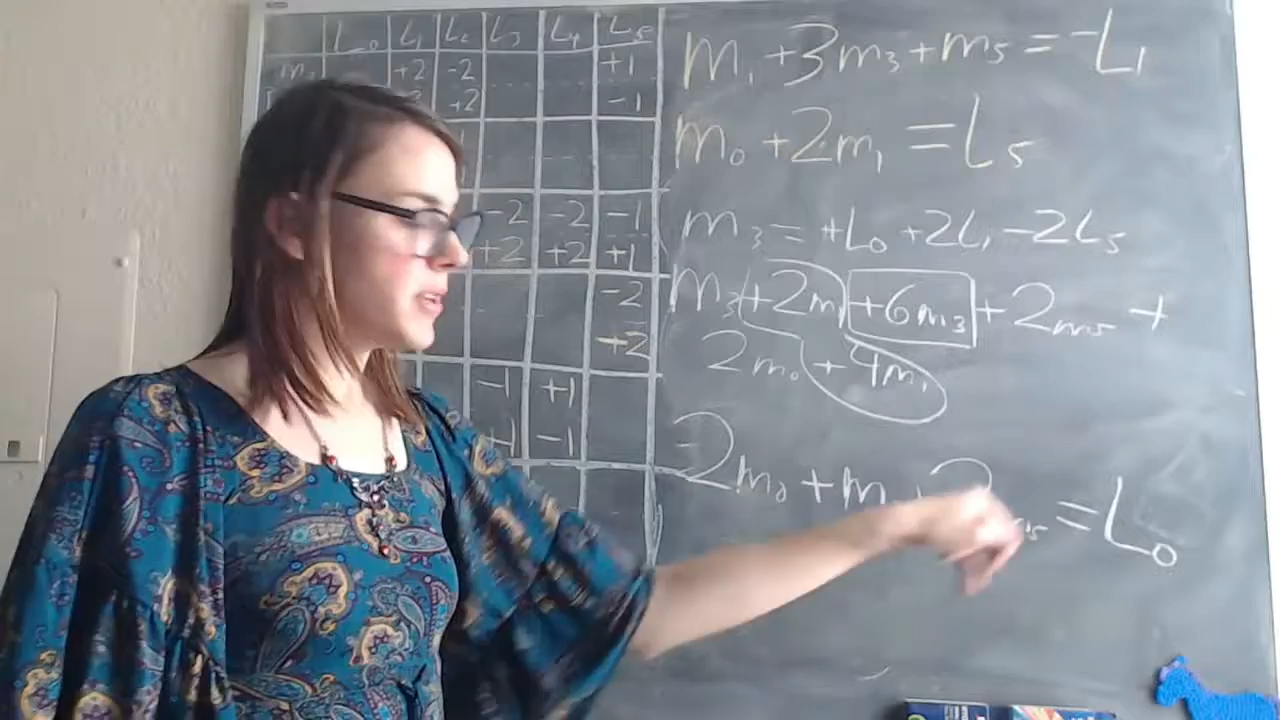 L0 L1 L2 L3 L4 L5
+2 -2 +1
+2 -1
-2 -2 -1
+2 +2 +1
-2
+2
-1 +1
+1 -1
m1 +3m3 +m5 = -L1
m0 +2m1 = L5
m3 = +L0 +2L1 -2L5
m3 +2m1 +6m3 +2m5 +
2m0 +4m1
-2m0 +m = L0